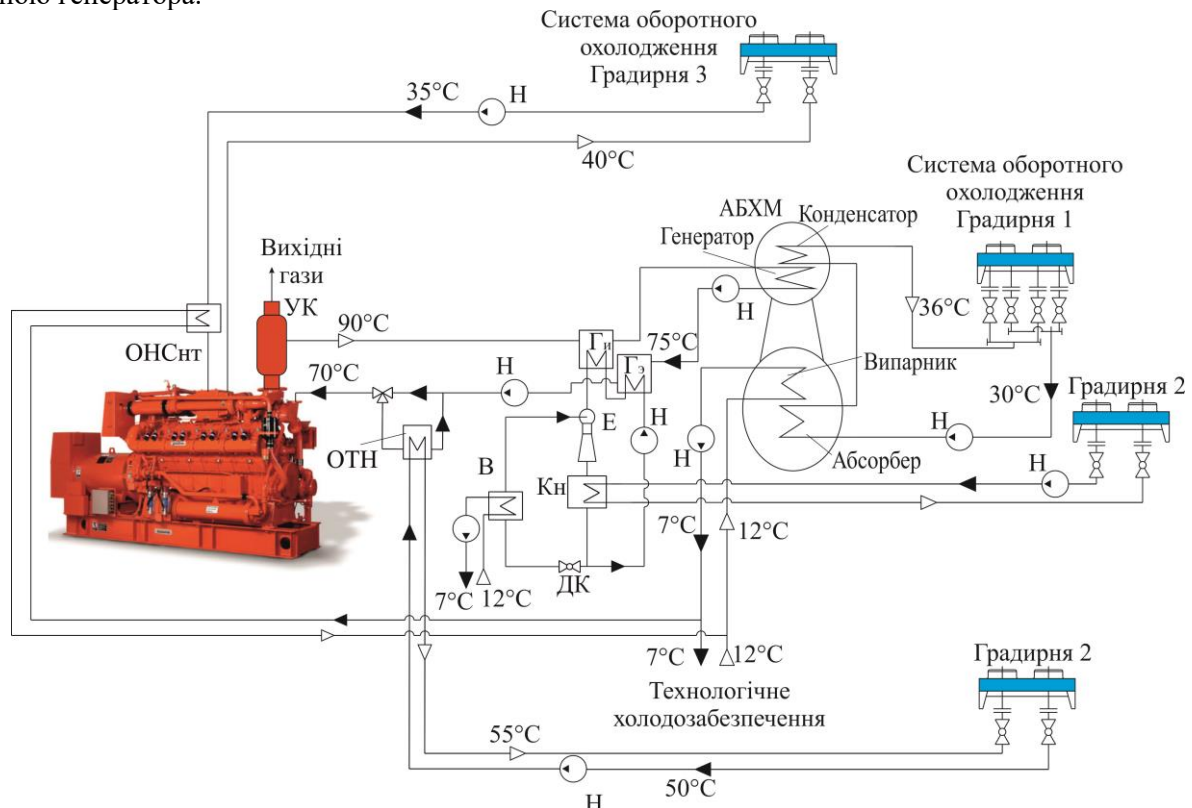 ною генератора.
Система оборотного
охолодження
Градирня 3
35°C
Н
40°C
Система оборотного
охолодження
Градирня 1
АБХМ
Конденсатор
Генератор
Вихідні
гази
УК
90°C
ОНСнт
36°C
Н
Ги
75°C
Гэ
70°C
Н
Випарник
30°C
Градирня 2
Е
Н
ОТН
В
Кн
Н
Абсорбер
Н
Н
7°C
12°C
7°C
12°C
ДК
7°C
12°C
Технологічне
холодозабезпечення
Градирня 2
55°C
50°C
Н